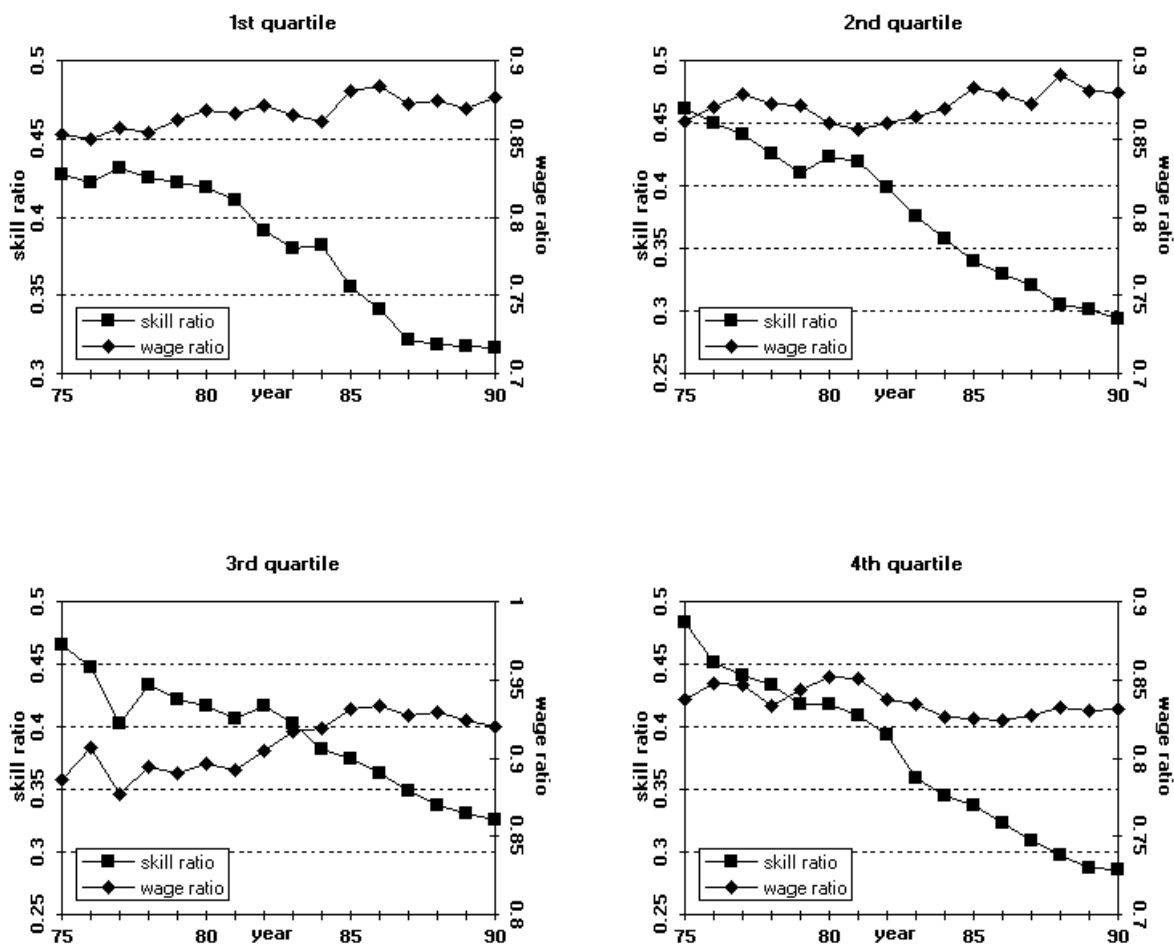 1st quartile
0.5
0.45
0.4
0.35
0.3
skill ratio
0.9
0.85
0.8
0.75
0.7
wage ratio
skill ratio
wage ratio
75
80
year
85
90
2nd quartile
0.5
0.45
0.4
0.35
0.3
0.25
skill ratio
0.9
0.85
0.8
0.75
0.7
wage ratio
skill ratio
wage ratio
75
80
year
85
90
3rd quartile
0.5
0.45
0.4
0.35
0.3
0.25
skill ratio
1
0.95
0.9
0.85
0.8
wage ratio
skill ratio
wage ratio
75
80
year
85
90
4th quartile
0.5
0.45
0.4
0.35
0.3
0.25
skill ratio
0.9
0.85
0.8
0.75
0.7
wage ratio
skill ratio
wage ratio
75
80
year
85
90